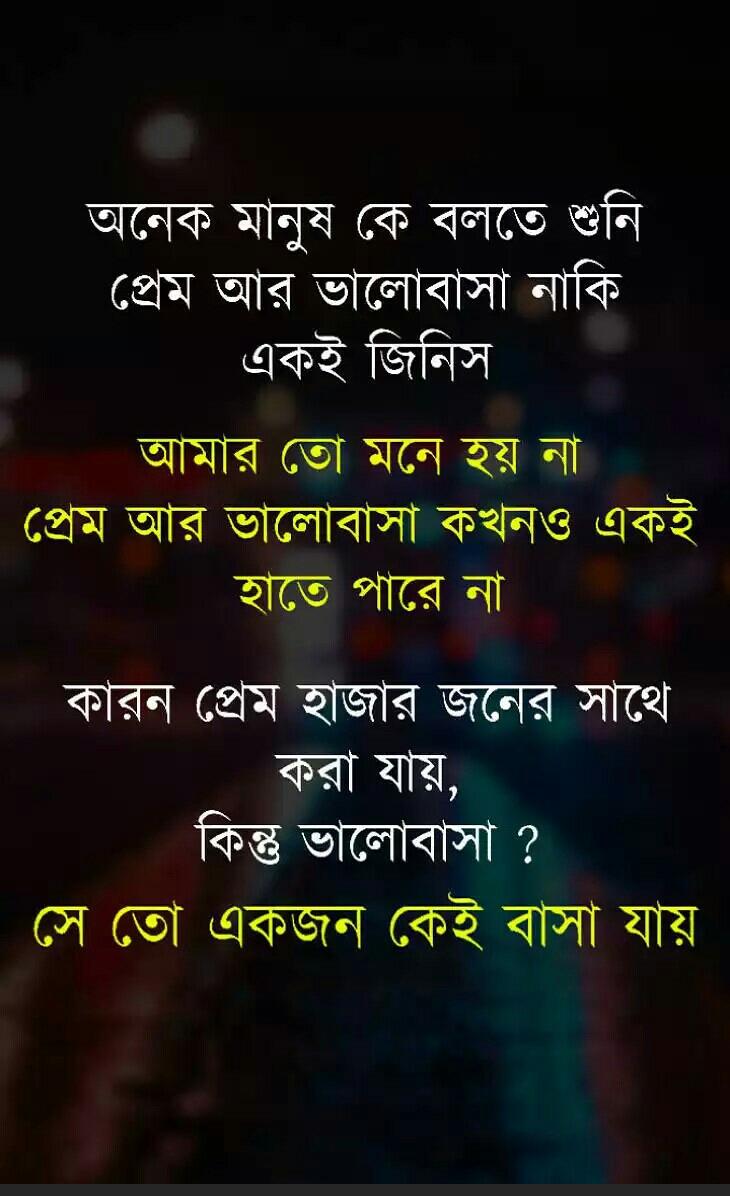 অনেক মানুষ কে বলতে শুনি
প্রেম আর ভালোবাসা নাকি
একই জিনিস
আমার তো মনে হয় না
প্রেম আর ভালোবাসা কখনও একই
হাতে পারে না
কারন প্রেম হাজার জনের সাথে
করা যায়,
কিন্তু ভালোবাসা ?
সে তো একজন কেই বাসা যায়